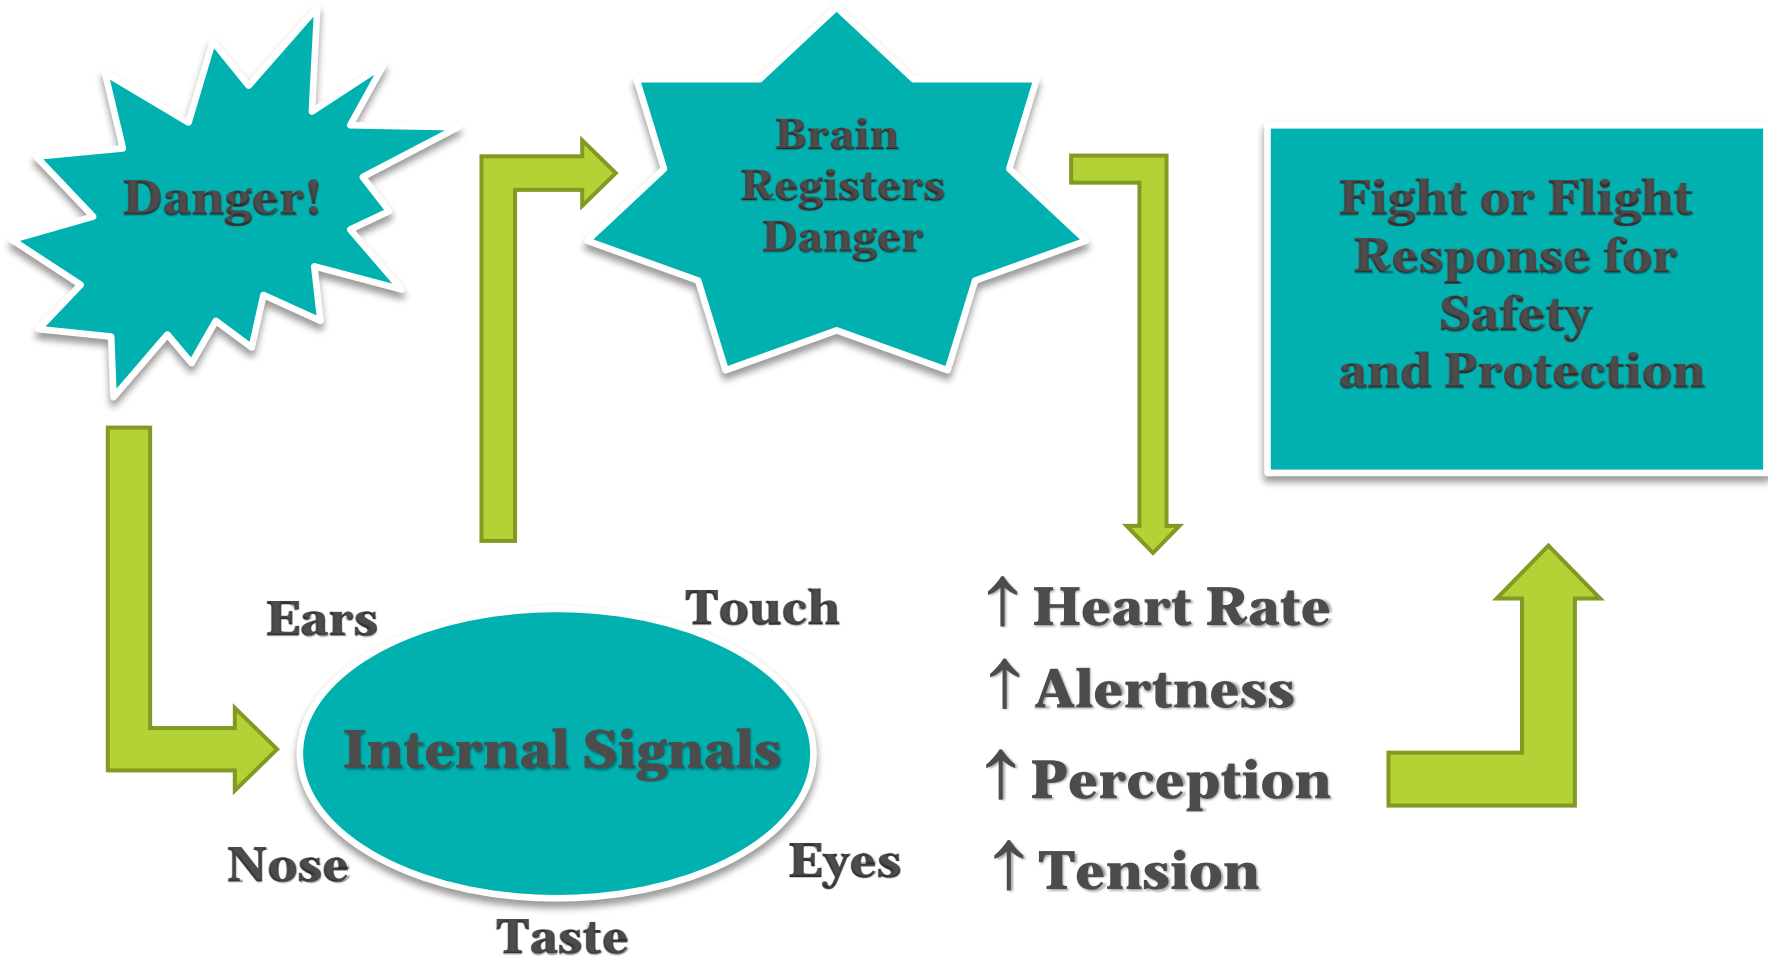 Danger!
Brain
Registers
Danger
Fight or Flight
Response for
Safety
and Protection
Ears
Touch
Internal Signals
Nose
Eyes
Taste
↑ Heart Rate
↑ Alertness
↑ Perception
↑ Tension